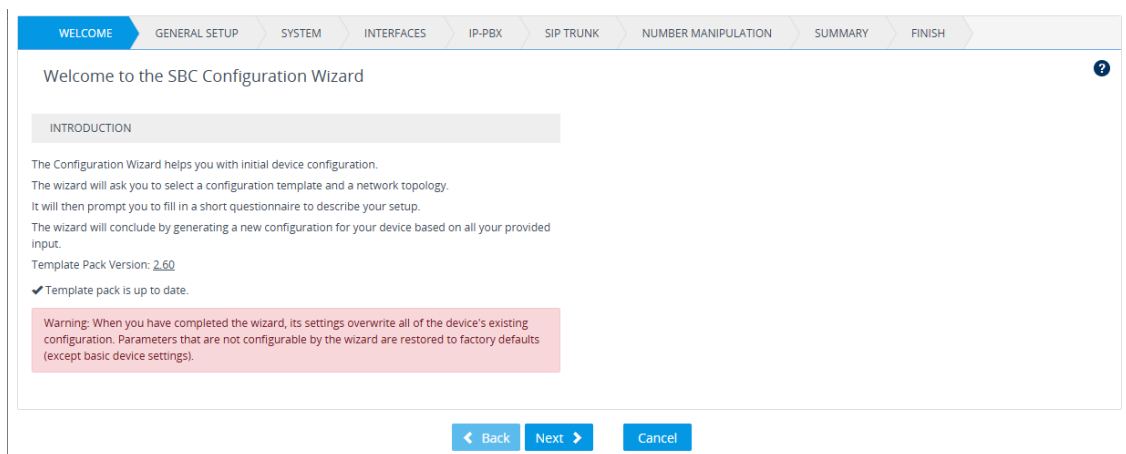 WELCOME GENERAL SETUP SYSTEM INTERFACES IP-PBX SIP TRUNK NUMBER MANIPULATION SUMMARY FINISH
Welcome to the SBC Configuration Wizard
?
INTRODUCTION
The Configuration Wizard helps you with initial device configuration.
The wizard will ask you to select a configuration template and a network topology.
It will then prompt you to fill in a short questionnaire to describe your setup.
The wizard will conclude by generating a new configuration for your device based on all your provided
input.
Template Pack Version: 2.60
Template pack is up to date.
Warning: When you have completed the wizard, its settings overwrite all of the device's existing
configuration. Parameters that are not configurable by the wizard are restored to factory defaults
(except basic device settings).
Back Next Cancel